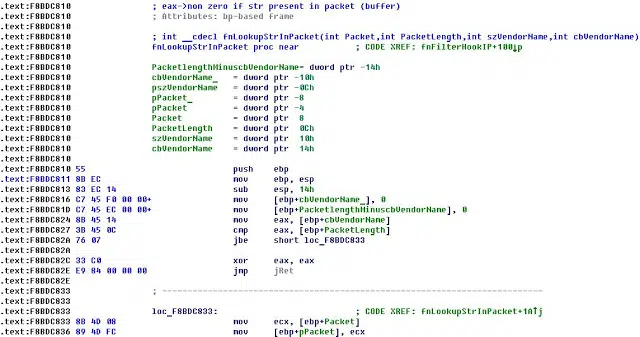 .text:F8BDC810 ; eax->non zero if str present in packet (buffer)
.text:F8BDC810 ; Attributes: bp-based frame
.text:F8BDC810
.text:F8BDC810 ; int __cdecl fnLookupStrInPacket(int Packet,int PacketLength,int szVendorName,int cbVendorName)
.text:F8BDC810 fnLookupStrInPacket proc near ; CODE XREF: fnFilterHookIP+100↓p
.text:F8BDC810
.text:F8BDC810 PacketlengthMinuscbVendorName= dword ptr -14h
.text:F8BDC810 cbVendorName_ = dword ptr -10h
.text:F8BDC810 pszVendorName = dword ptr -0Ch
.text:F8BDC810 pPacket_ = dword ptr -8
.text:F8BDC810 pPacket = dword ptr -4
.text:F8BDC810 Packet = dword ptr 8
.text:F8BDC810 PacketLength = dword ptr 0Ch
.text:F8BDC810 szVendorName = dword ptr 10h
.text:F8BDC810 cbVendorName = dword ptr 14h
.text:F8BDC810
.text:F8BDC810 55 push ebp
.text:F8BDC811 8B EC mov ebp, esp
.text:F8BDC813 83 EC 14 sub esp, 14h
.text:F8BDC816 C7 45 F0 00 00+ mov [ebp+cbVendorName_], 0
.text:F8BDC81D C7 45 EC 00 00+ mov [ebp+PacketlengthMinuscbVendorName], 0
.text:F8BDC824 8B 45 14 mov eax, [ebp+cbVendorName]
.text:F8BDC827 3B 45 0C cmp eax, [ebp+PacketLength]
.text:F8BDC82A 76 07 jbe short loc_F8BDC833
.text:F8BDC82A
.text:F8BDC82C 33 C0 xor eax, eax
.text:F8BDC82E E9 84 00 00 00 jmp jRet
.text:F8BDC82E
.text:F8BDC833 ; ---------------------------------------------------------------------------
.text:F8BDC833
.text:F8BDC833 loc_F8BDC833: ; CODE XREF: fnLookupStrInPacket+1A↑j
.text:F8BDC833 8B 4D 08 mov ecx, [ebp+Packet]
.text:F8BDC836 89 4D FC mov [ebp+pPacket], ecx